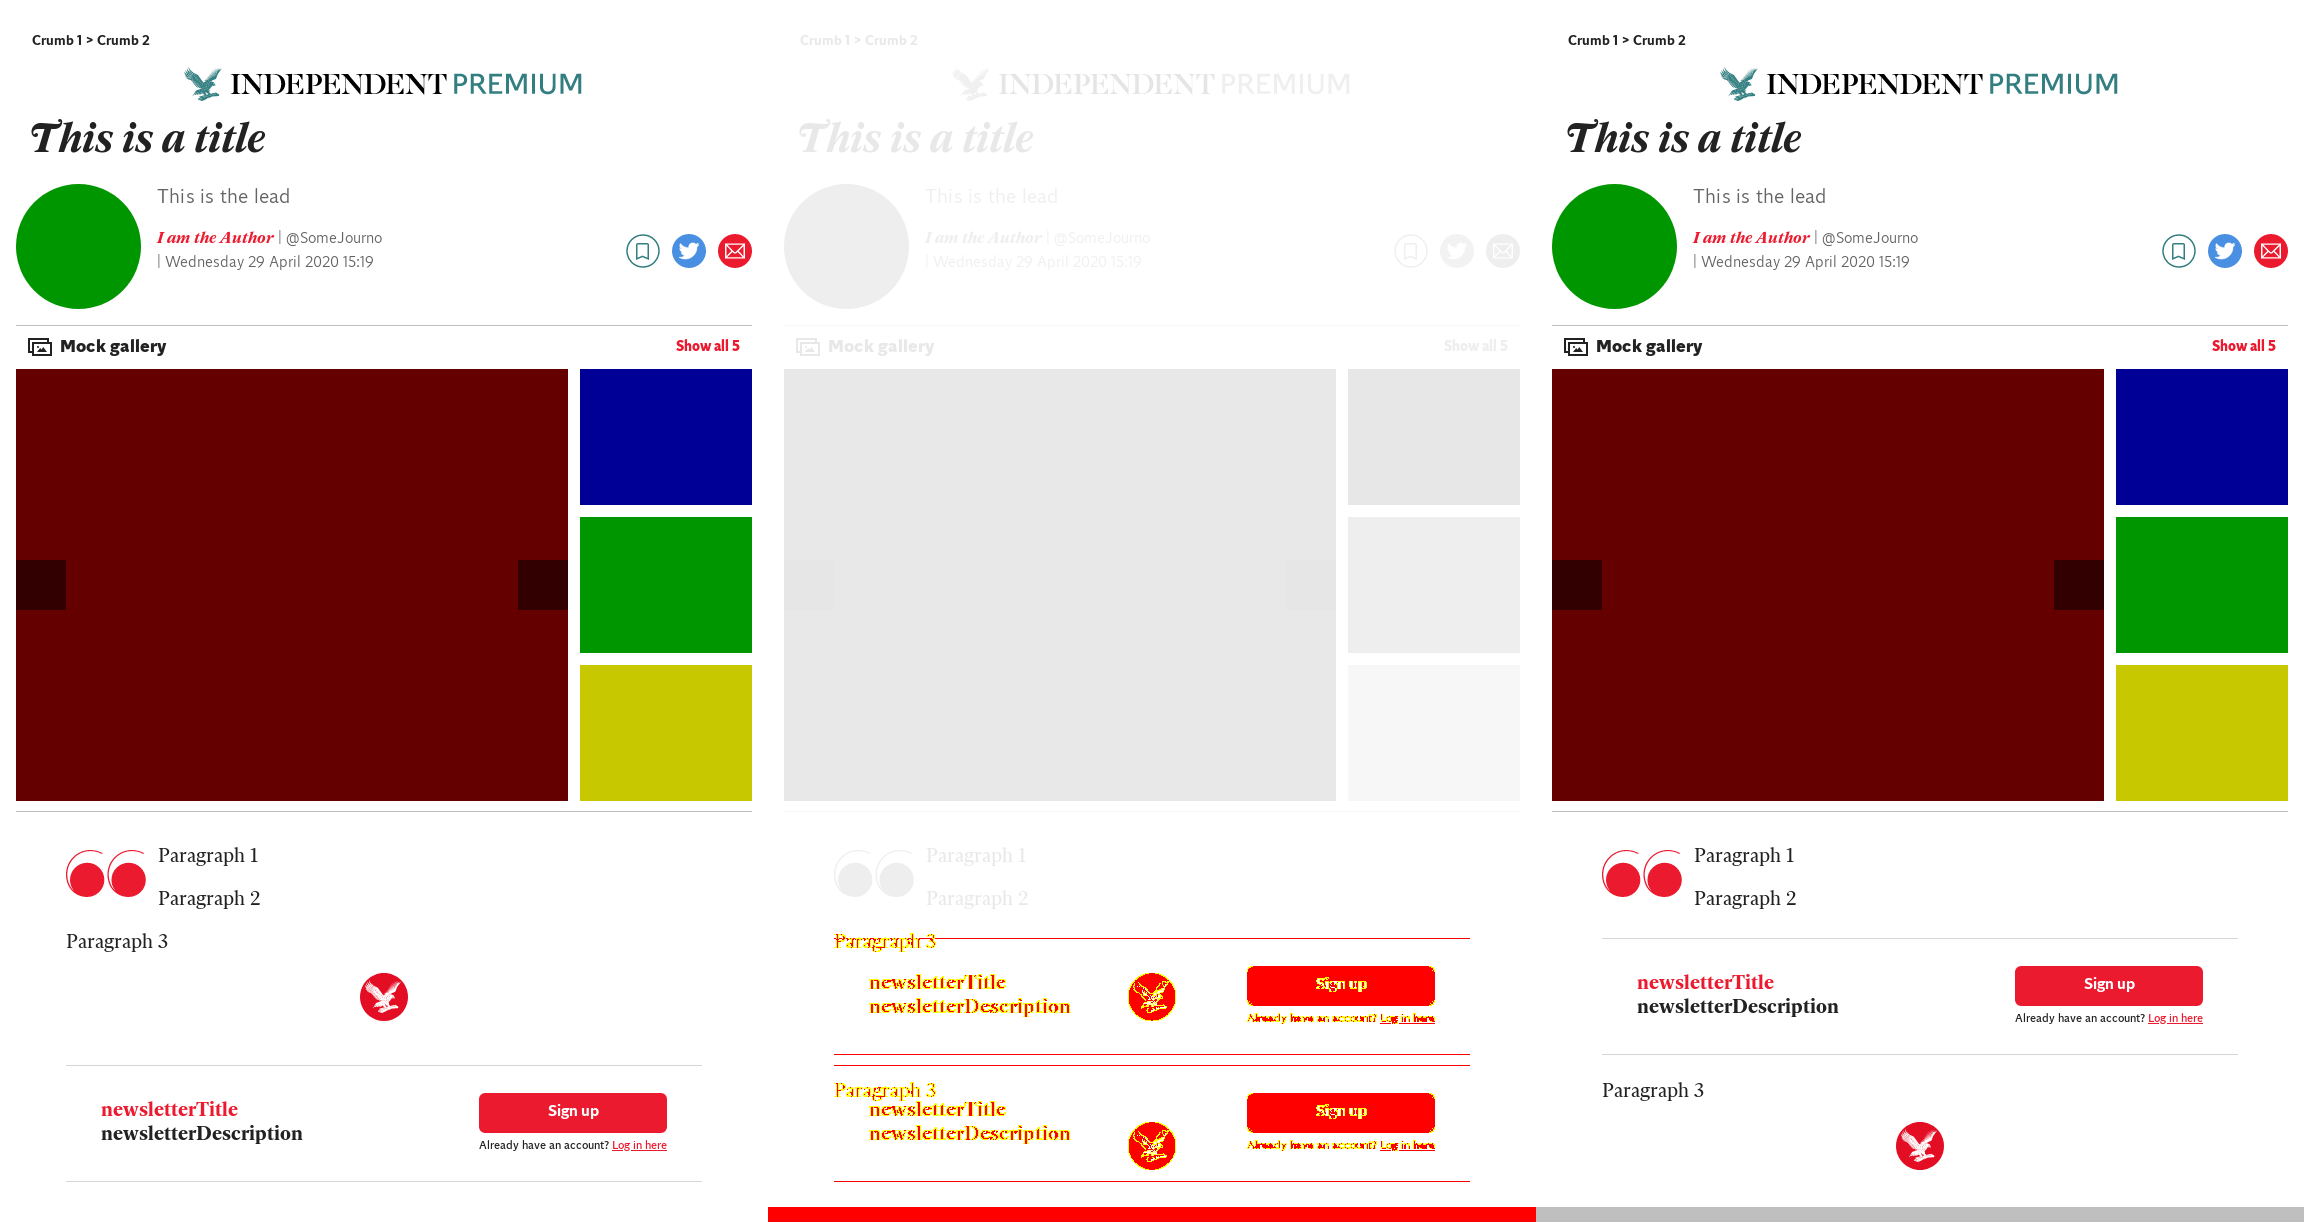 Crumb 1 > Crumb 2
INDEPENDENT PREMIUM
This is a title
This is the lead
I am the Author | @SomeJourno
| Wednesday 29 April 2020 15:19
Mock gallery
Show all 5
Paragraph 1
Paragraph 2
Paragraph 3
newsletterTitle
newsletterDescription
Sign up
Already have an account? Log in here
Crumb 1 > Crumb 2
INDEPENDENT PREMIUM
This is a title
This is the lead
I am the Author | @SomeJourno
| Wednesday 29 April 2020 15:19
Mock gallery
Show all 5
Paragraph 1
Paragraph 2
Paragraph 3
newsletterTitle
newsletterDescription
Sign up
Already have an account? Log in here
Paragraph 3
newsletterTitle
newsletterDescription
Sign up
Already have an account? Log in here
Crumb 1 > Crumb 2
INDEPENDENT PREMIUM
This is a title
This is the lead
I am the Author | @SomeJourno
| Wednesday 29 April 2020 15:19
Mock gallery
Show all 5
Paragraph 1
Paragraph 2
newsletterTitle
newsletterDescription
Sign up
Already have an account? Log in here
Paragraph 3